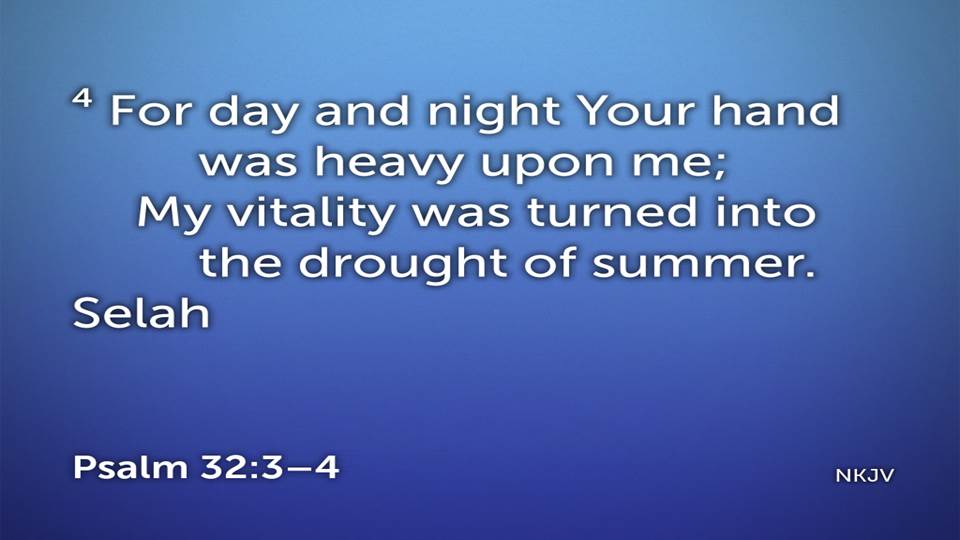 4 For day and night Your hand
was heavy upon me;
My vitality was turned into
the drought of summer.
Selah
Psalm 32:3–4
NKJV